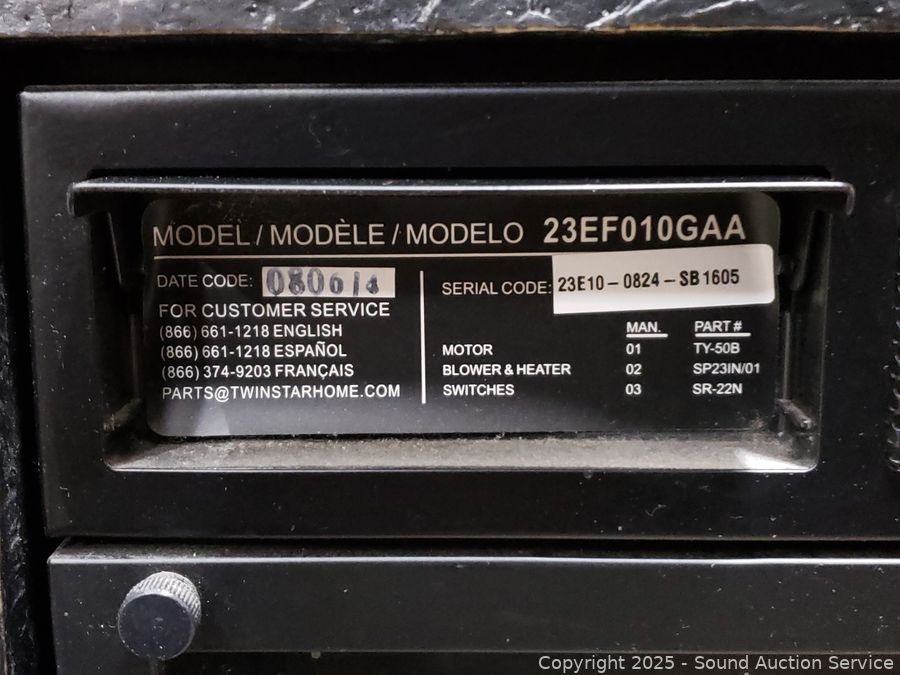 MODEL / MODÈLE / MODELO 23EF010GAA
DATE CODE:
SERIAL CODE: 23E10-0824-SB1605
FOR CUSTOMER SERVICE
(866) 661-1218 ENGLISH
(866) 661-1218 ESPAÑOL
(866) 374-9203 FRANÇAIS
PARTS@TWINSTARHOME.COM
MAN. PART #
MOTOR 01 TY-50B
BLOWER & HEATER 02 SP23IN/01
SWITCHES 03 SR-22N
Copyright 2025 - Sound Auction Service